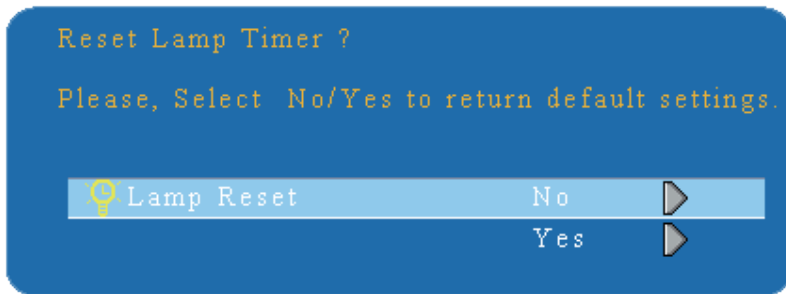 Reset Lamp Timer ?
Please, Select No/Yes to return default settings.
Lamp Reset No
Yes